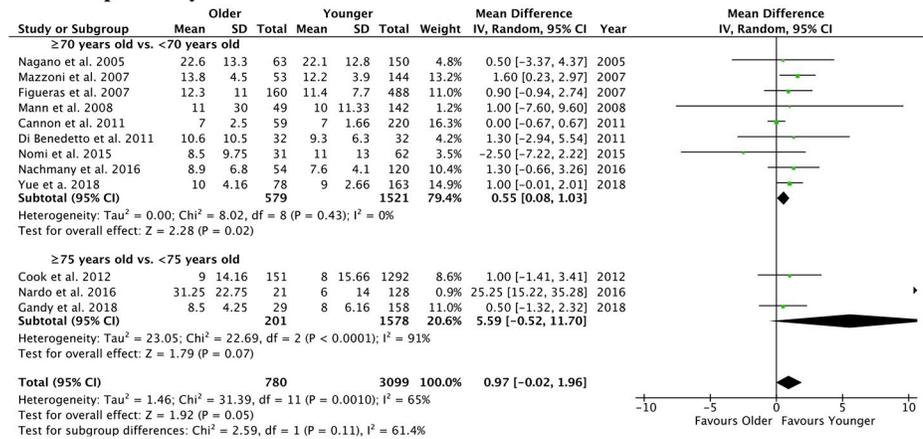 Older Younger Mean Difference Mean Difference
Study or Subgroup Mean SD Total Mean SD Total Weight IV, Random, 95% CI Year IV, Random, 95% CI
≥70 years old vs. <70 years old
Nagano et al. 2005 22.6 13.3 63 22.1 12.8 150 4.8% 0.50 [-3.37, 4.37] 2005
Mazzoni et al. 2007 13.8 4.5 53 12.2 3.9 144 13.2% 1.60 [0.23, 2.97] 2007
Figueras et al. 2007 12.3 11 160 11.4 7.7 488 11.0% 0.90 [-0.94, 2.74] 2007
Mann et al. 2008 11 30 49 10 11.33 142 1.2% 1.00 [-7.60, 9.60] 2008
Cannon et al. 2011 7 2.5 59 7 1.66 220 16.3% 0.00 [-0.67, 0.67] 2011
Di Benedetto et al. 2011 10.6 10.5 32 9.3 6.3 32 4.2% 1.30 [-2.94, 5.54] 2011
Nomi et al. 2015 8.5 9.75 31 11 13 62 3.5% -2.50 [-7.22, 2.22] 2015
Nachmany et al. 2016 8.9 6.8 54 7.6 4.1 120 10.4% 1.30 [-0.66, 3.26] 2016
Yue et a. 2018 10 4.16 78 9 2.66 163 14.9% 1.00 [-0.01, 2.01] 2018
Subtotal (95% CI) 579 1521 79.4% 0.55 [0.08, 1.03]
Heterogeneity: Tau² = 0.00; Chi² = 8.02, df = 8 (P = 0.43); I² = 0%
Test for overall effect: Z = 2.28 (P = 0.02)
≥75 years old vs. <75 years old
Cook et al. 2012 9 14.16 151 8 15.66 1292 8.6% 1.00 [-1.41, 3.41] 2012
Nardo et al. 2016 31.25 22.75 21 6 14 128 0.9% 25.25 [15.22, 35.28] 2016
Gandy et al. 2018 8.5 4.25 29 8 6.16 158 11.0% 0.50 [-1.32, 2.32] 2018
Subtotal (95% CI) 201 1578 20.6% 5.59 [-0.52, 11.70]
Heterogeneity: Tau² = 23.05; Chi² = 22.69, df = 2 (P < 0.0001); I² = 91%
Test for overall effect: Z = 1.79 (P = 0.07)
Total (95% CI) 780 3099 100.0% 0.97 [-0.02, 1.96]
Heterogeneity: Tau² = 1.46; Chi² = 31.39, df = 11 (P = 0.0010); I² = 65%
Test for overall effect: Z = 1.92 (P = 0.05)
Test for subgroup differences: Chi² = 2.59, df = 1 (P = 0.11), I² = 61.4%
-10 -5 0 5 10
Favours Older Favours Younger